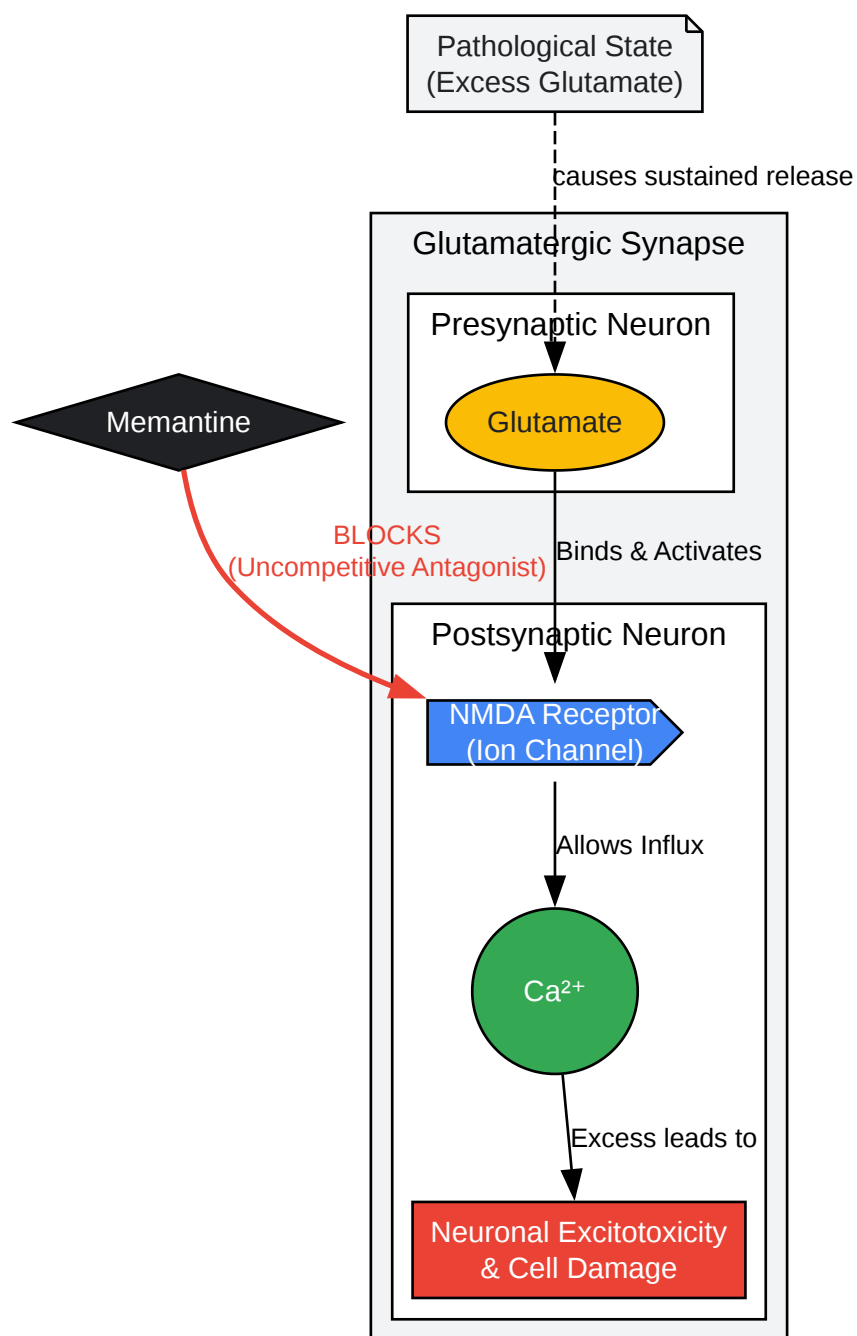 Pathological State
(Excess Glutamate)
causes sustained release
Glutamatergic Synapse
Presynaptic Neuron
Memantine
Glutamate
BLOCKS
(Uncompetitive Antagonist)
Binds & Activates
Postsynaptic Neuron
NMDA Receptor
(Ion Channel)
Allows Influx
Ca²⁺
Excess leads to
Neuronal Excitotoxicity
& Cell Damage